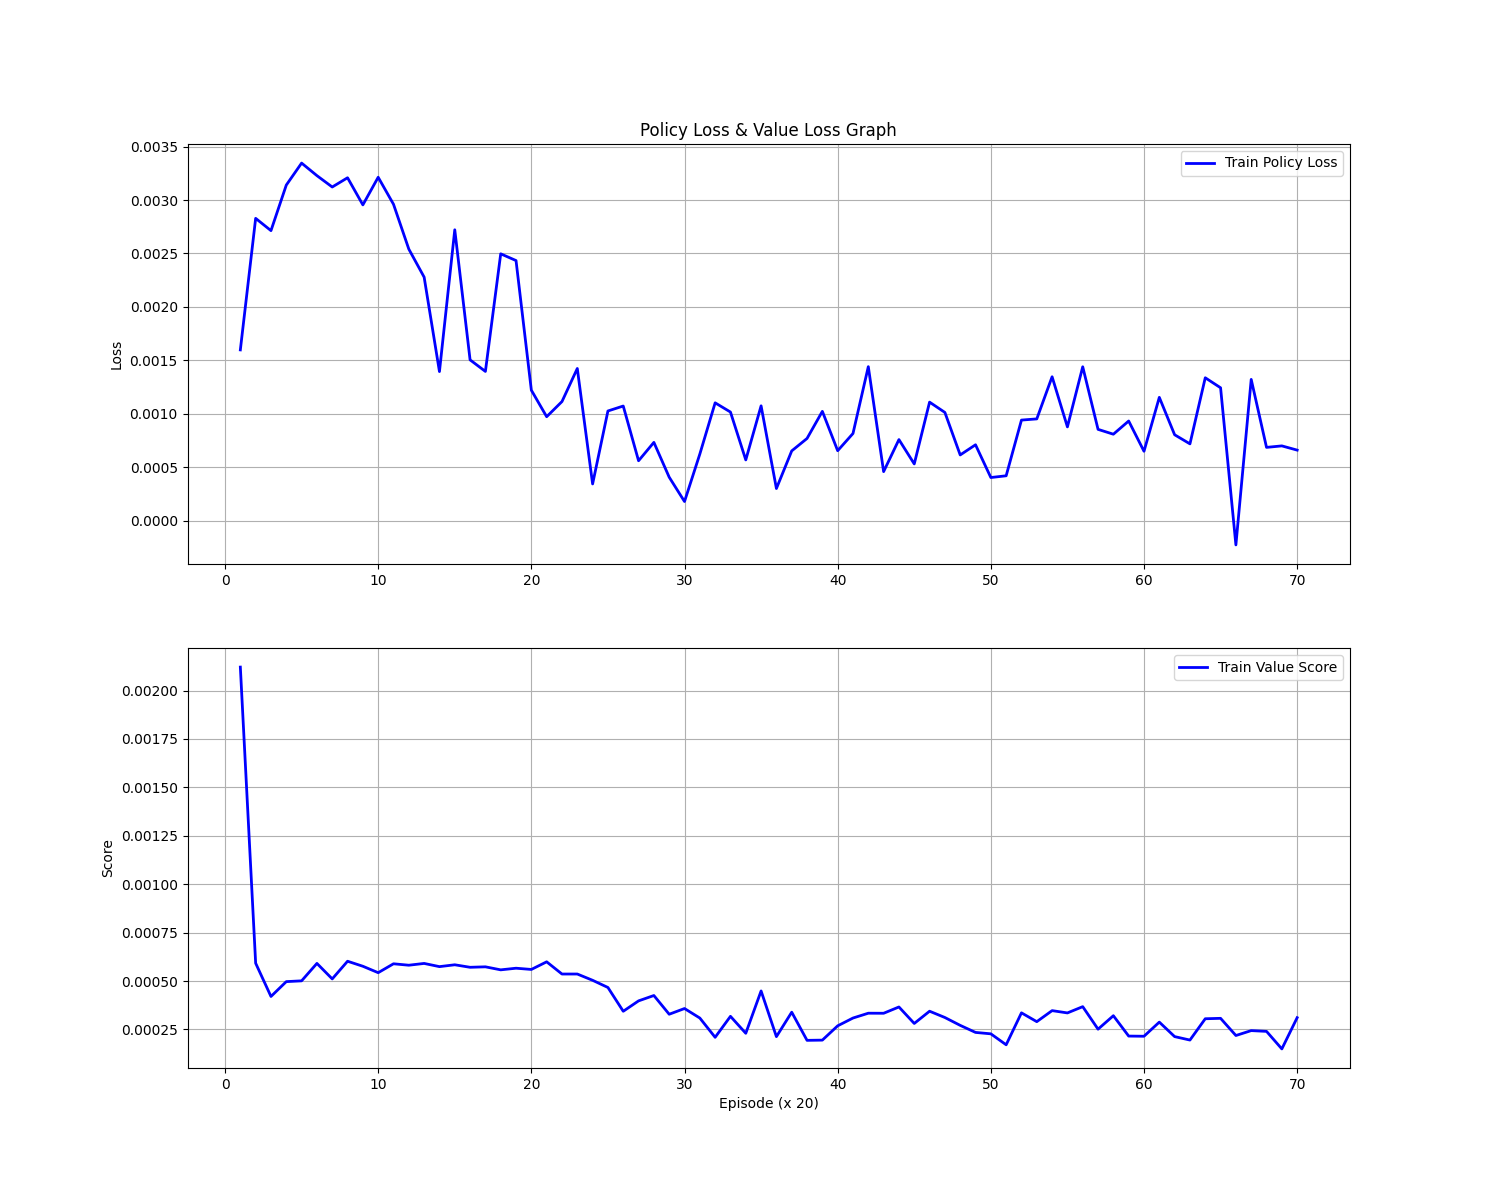 Policy Loss & Value Loss Graph
Train Policy Loss
Loss
0.0035
0.0030
0.0025
0.0020
0.0015
0.0010
0.0005
0.0000
0 10 20 30 40 50 60 70
Train Value Score
Score
0.00200
0.00175
0.00150
0.00125
0.00100
0.00075
0.00050
0.00025
0 10 20 30 40 50 60 70
Episode (x 20)